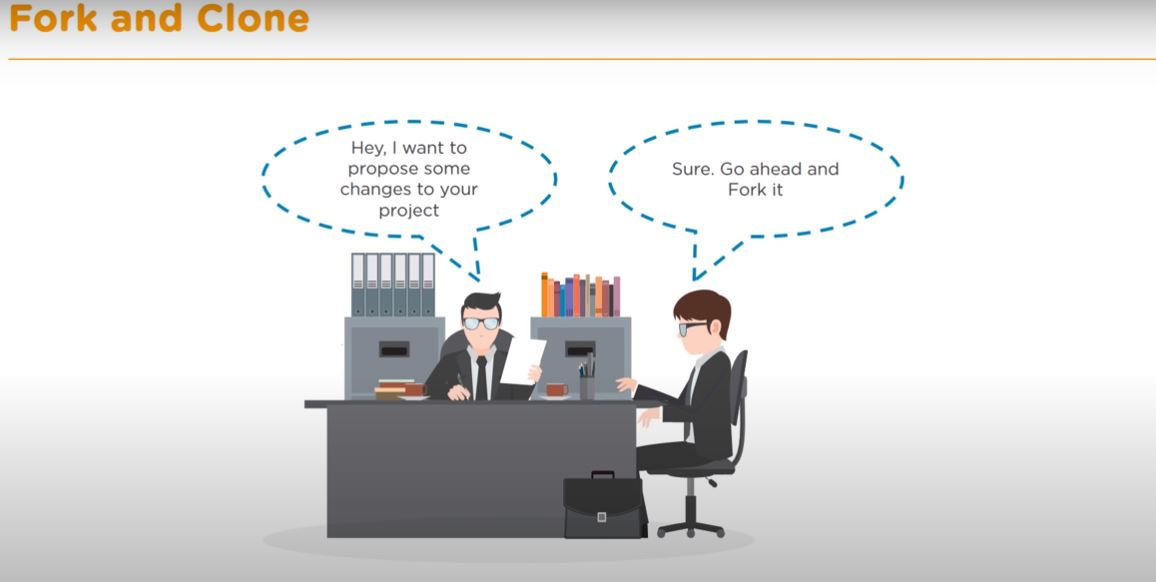 Fork and Clone
Hey, I want to
propose some
changes to your
project
Sure. Go ahead and
Fork it